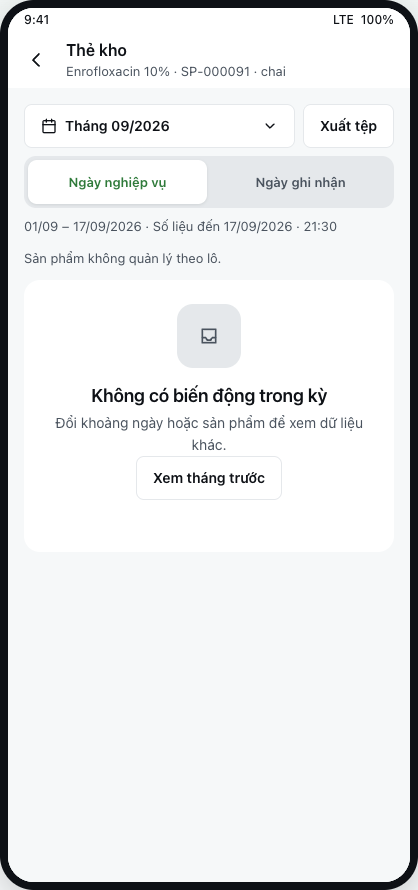 9:41 LTE 100%
Thẻ kho
Enrofloxacin 10% · SP-000091 · chai
Tháng 09/2026 Xuất tệp
Ngày nghiệp vụ Ngày ghi nhận
01/09 – 17/09/2026 · Số liệu đến 17/09/2026 · 21:30
Sản phẩm không quản lý theo lô.
Không có biến động trong kỳ
Đổi khoảng ngày hoặc sản phẩm để xem dữ liệu
khác.
Xem tháng trước